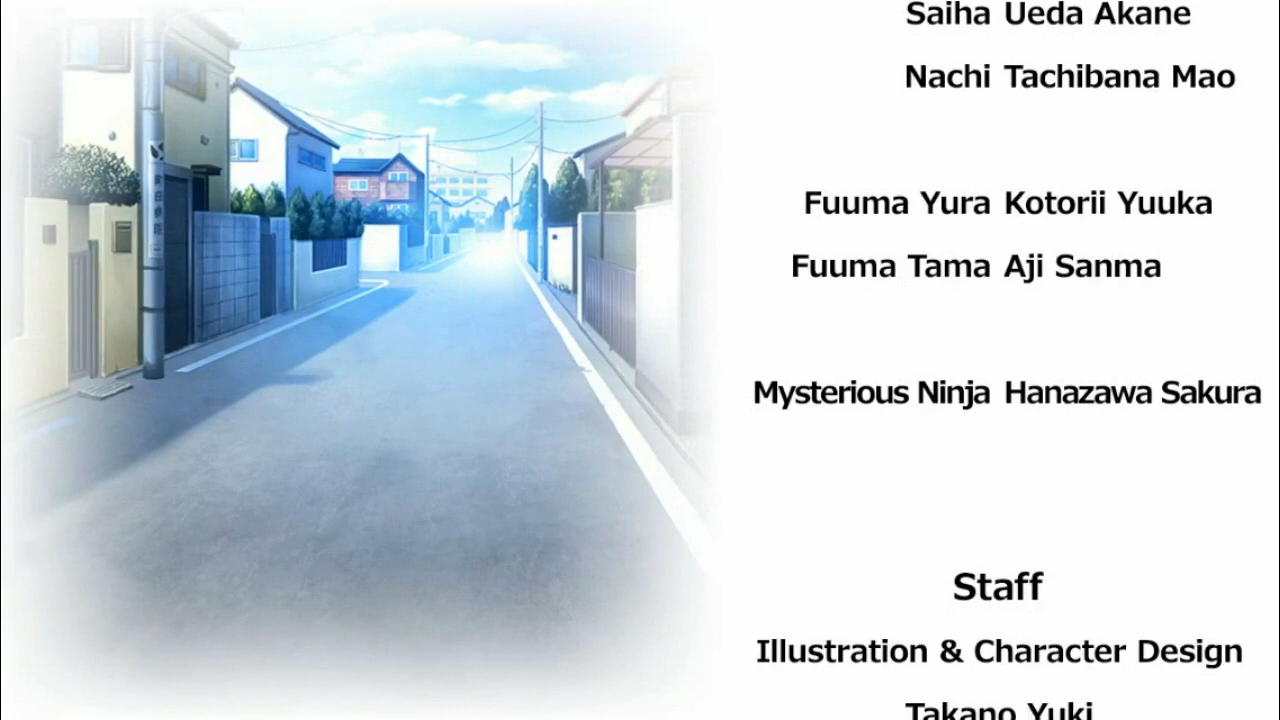 Saiha Ueda Akane
Nachi Tachibana Mao
Fuuma Yura Kotorii Yuuka
Fuuma Tama Aji Sanma
Mysterious Ninja Hanazawa Sakura
Staff
Illustration & Character Design
Takano Yuki